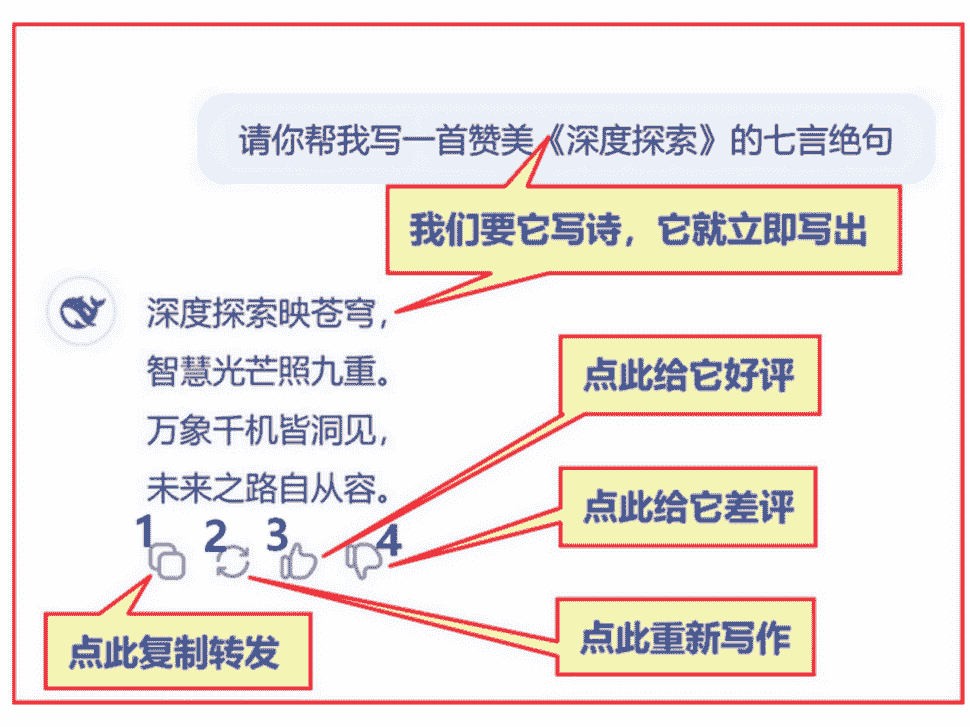 请你帮我写一首赞美《深度探索》的七言绝句
我们要它写诗，它就立即写出
深度探索映苍穹，
智慧光芒照九重。
万象千机皆洞见，
未来之路自从容。
点此给它好评
点此给它差评
1 2 3 4
点此复制转发
点此重新写作